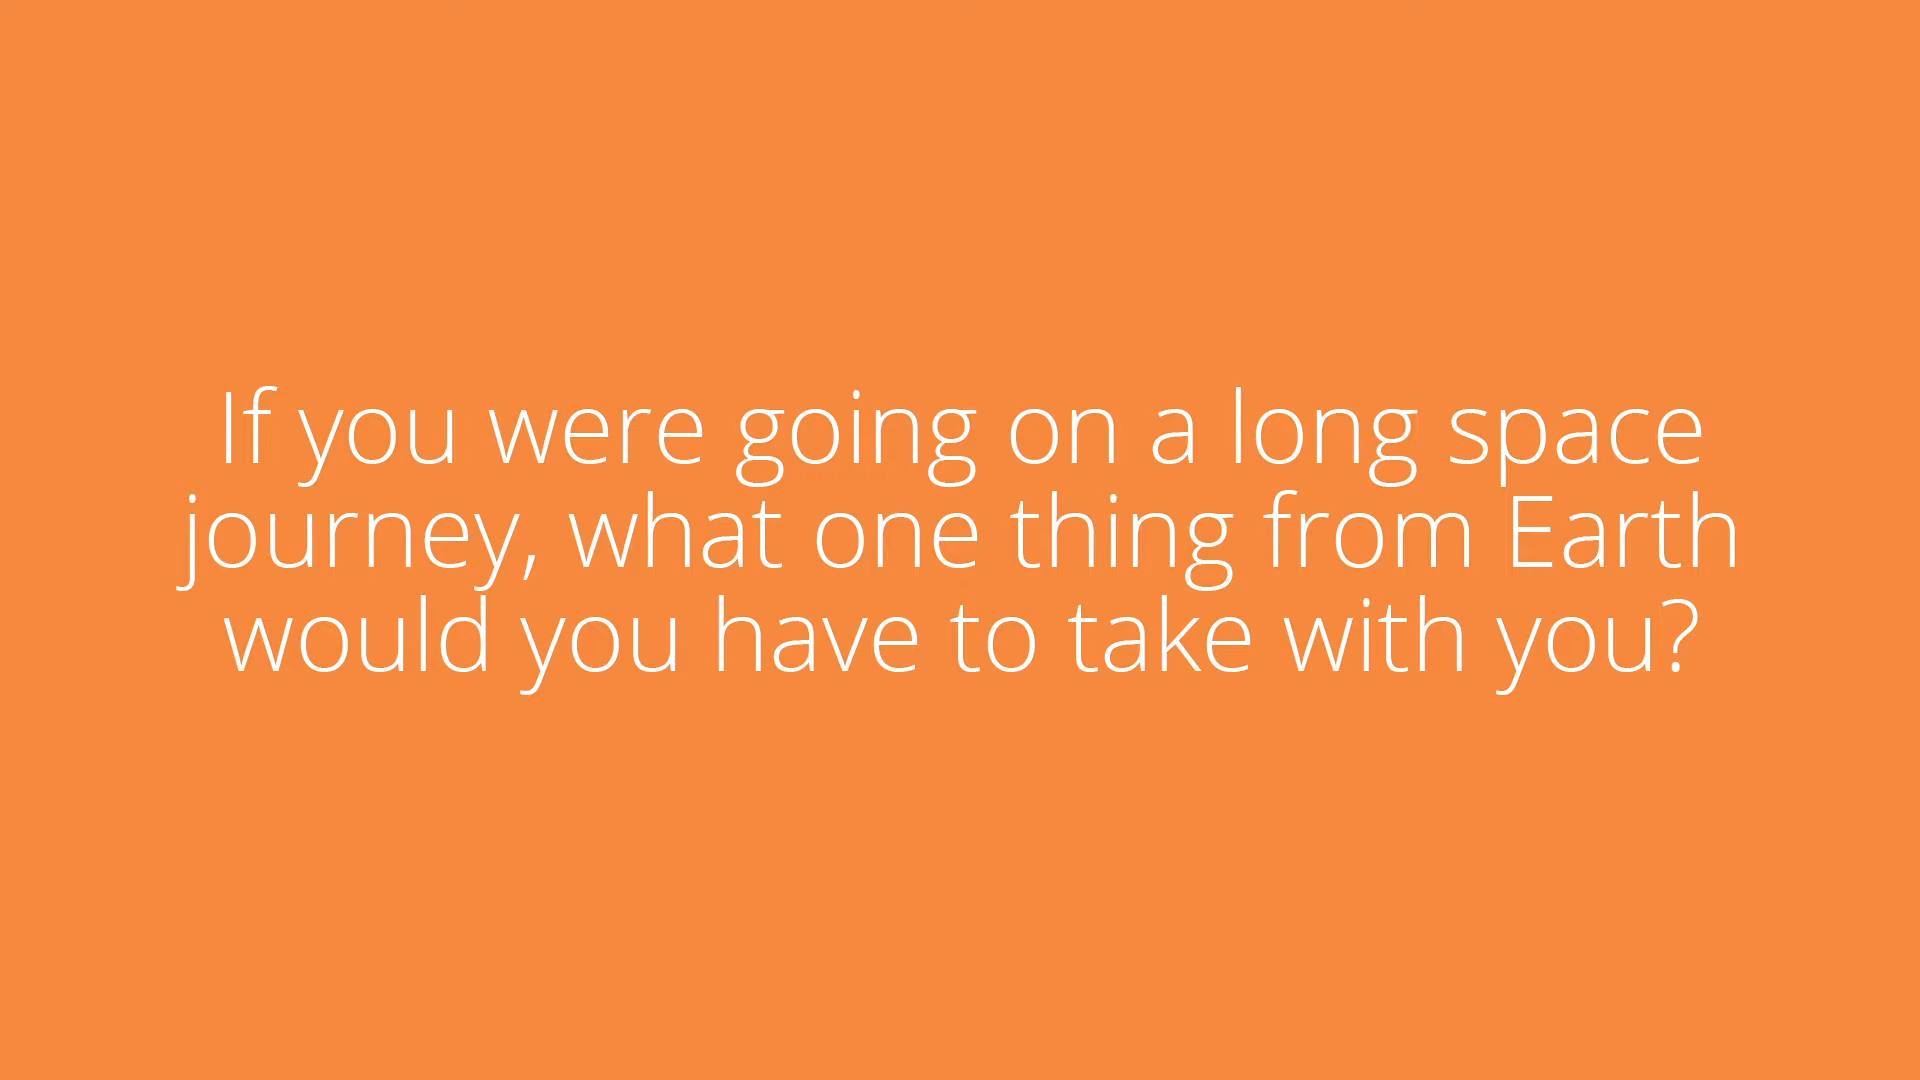 If you were going on a long space
journey, what one thing from Earth
would you have to take with you?